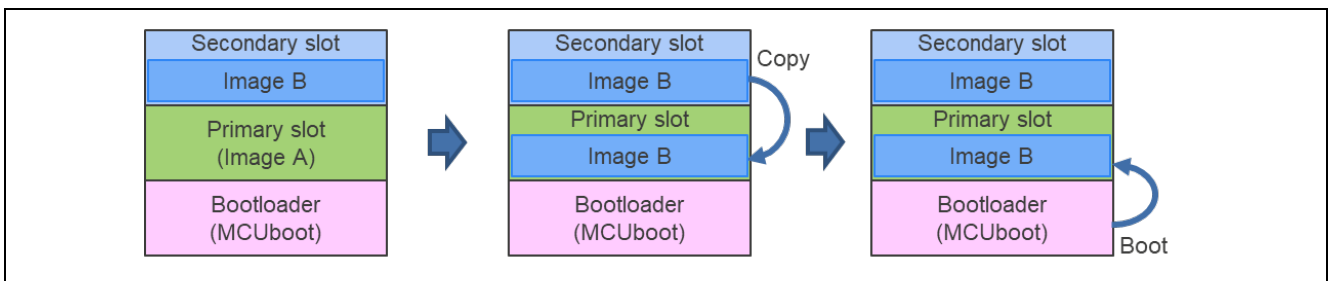 Secondary slot
Image B
Primary slot
(Image A)
Bootloader
(MCUboot)
Secondary slot
Image B
Copy
Primary slot
Image B
Bootloader
(MCUboot)
Secondary slot
Image B
Primary slot
Image B
Bootloader
(MCUboot)
Boot